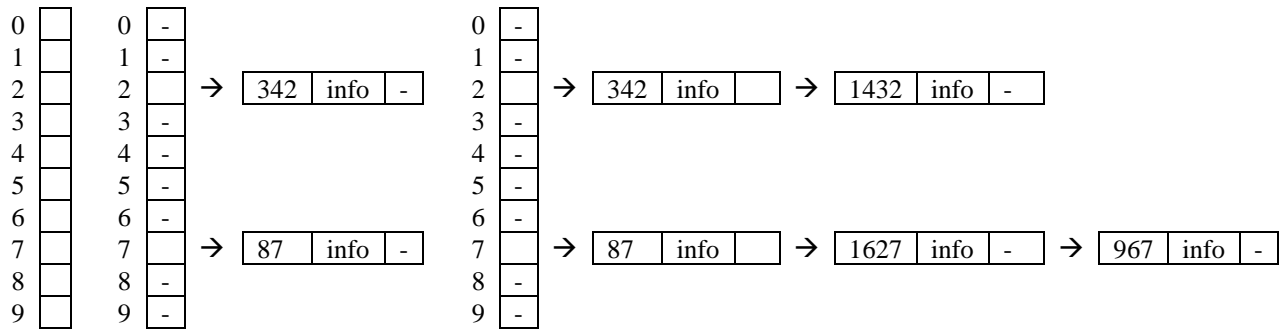 0 0 - 0 -
1 1 - 1 -
2 2 → 342 info - 2 → 342 info → 1432 info -
3 3 - 3 -
4 4 - 4 -
5 5 - 5 -
6 6 - 6 -
7 7 → 87 info - 7 → 87 info → 1627 info - → 967 info -
8 8 - 8 -
9 9 - 9 -